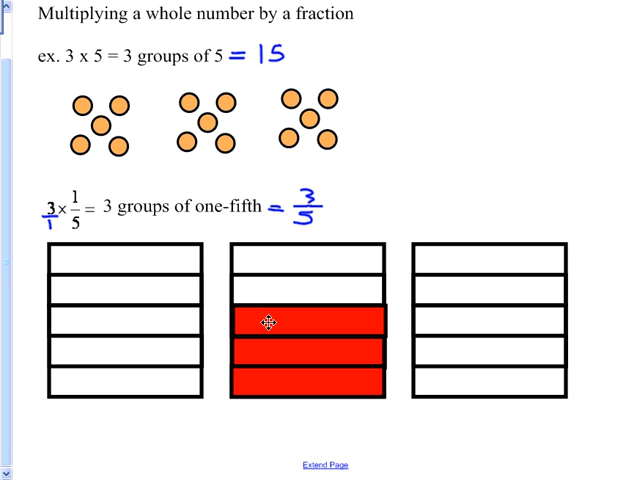 Multiplying a whole number by a fraction
ex. 3 x 5 = 3 groups of 5 = 15
3/1 × 1/5 = 3 groups of one-fifth = 3/5
Extend Page